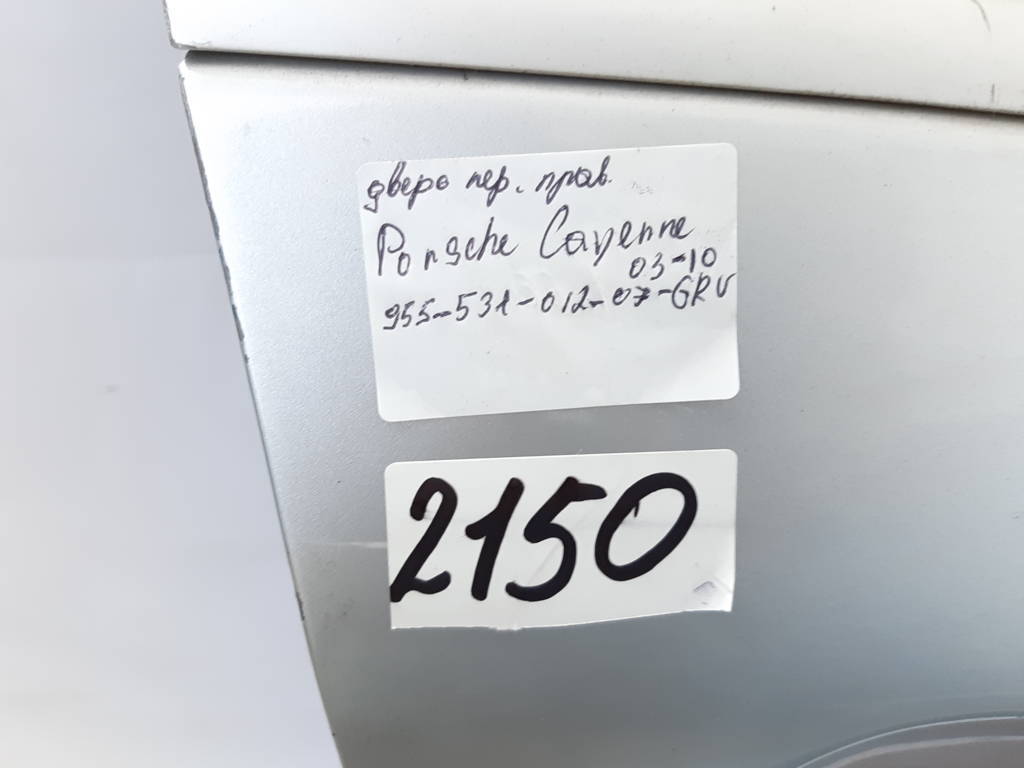 дверь пер. прав.
Porsche Cayenne
03-10
955-531-012-07-GRV
2150